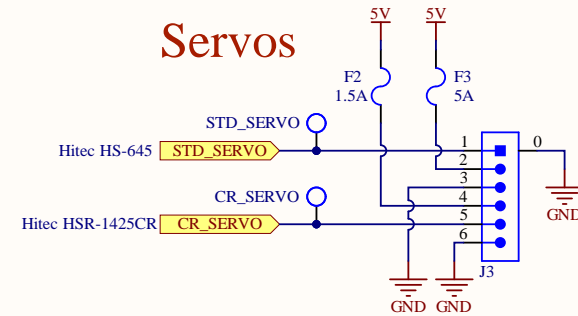 Servos
5V 5V
F2 F3
1.5A 5A
STD_SERVO
Hitec HS-645 STD_SERVO 1 0
2
3
CR_SERVO 4
Hitec HSR-1425CR CR_SERVO 5
6
GND
J3
GND GND